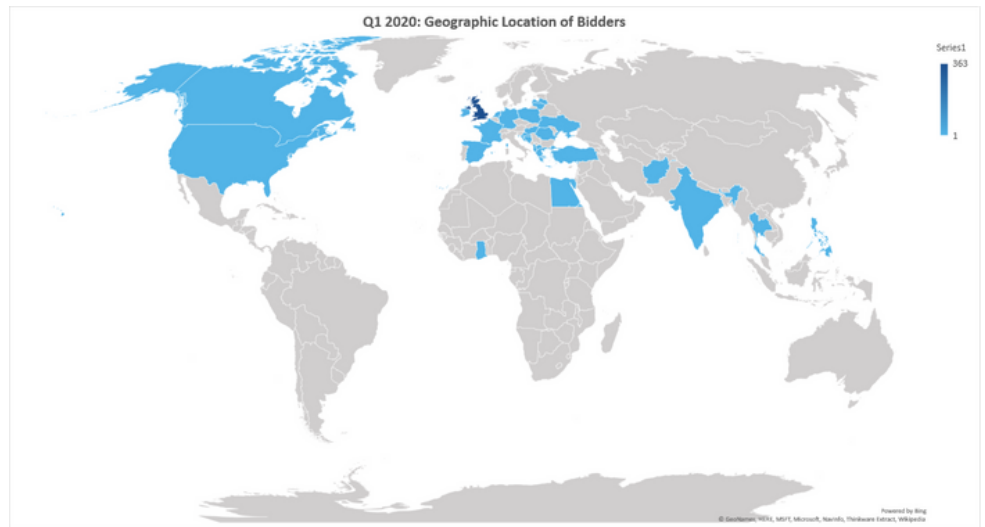 Q1 2020: Geographic Location of Bidders
Series1
363
1
Powered by Bing
© GeoNames, HERE, MSFT, Microsoft, NavInfo, Thinkware Extract, Wikipedia